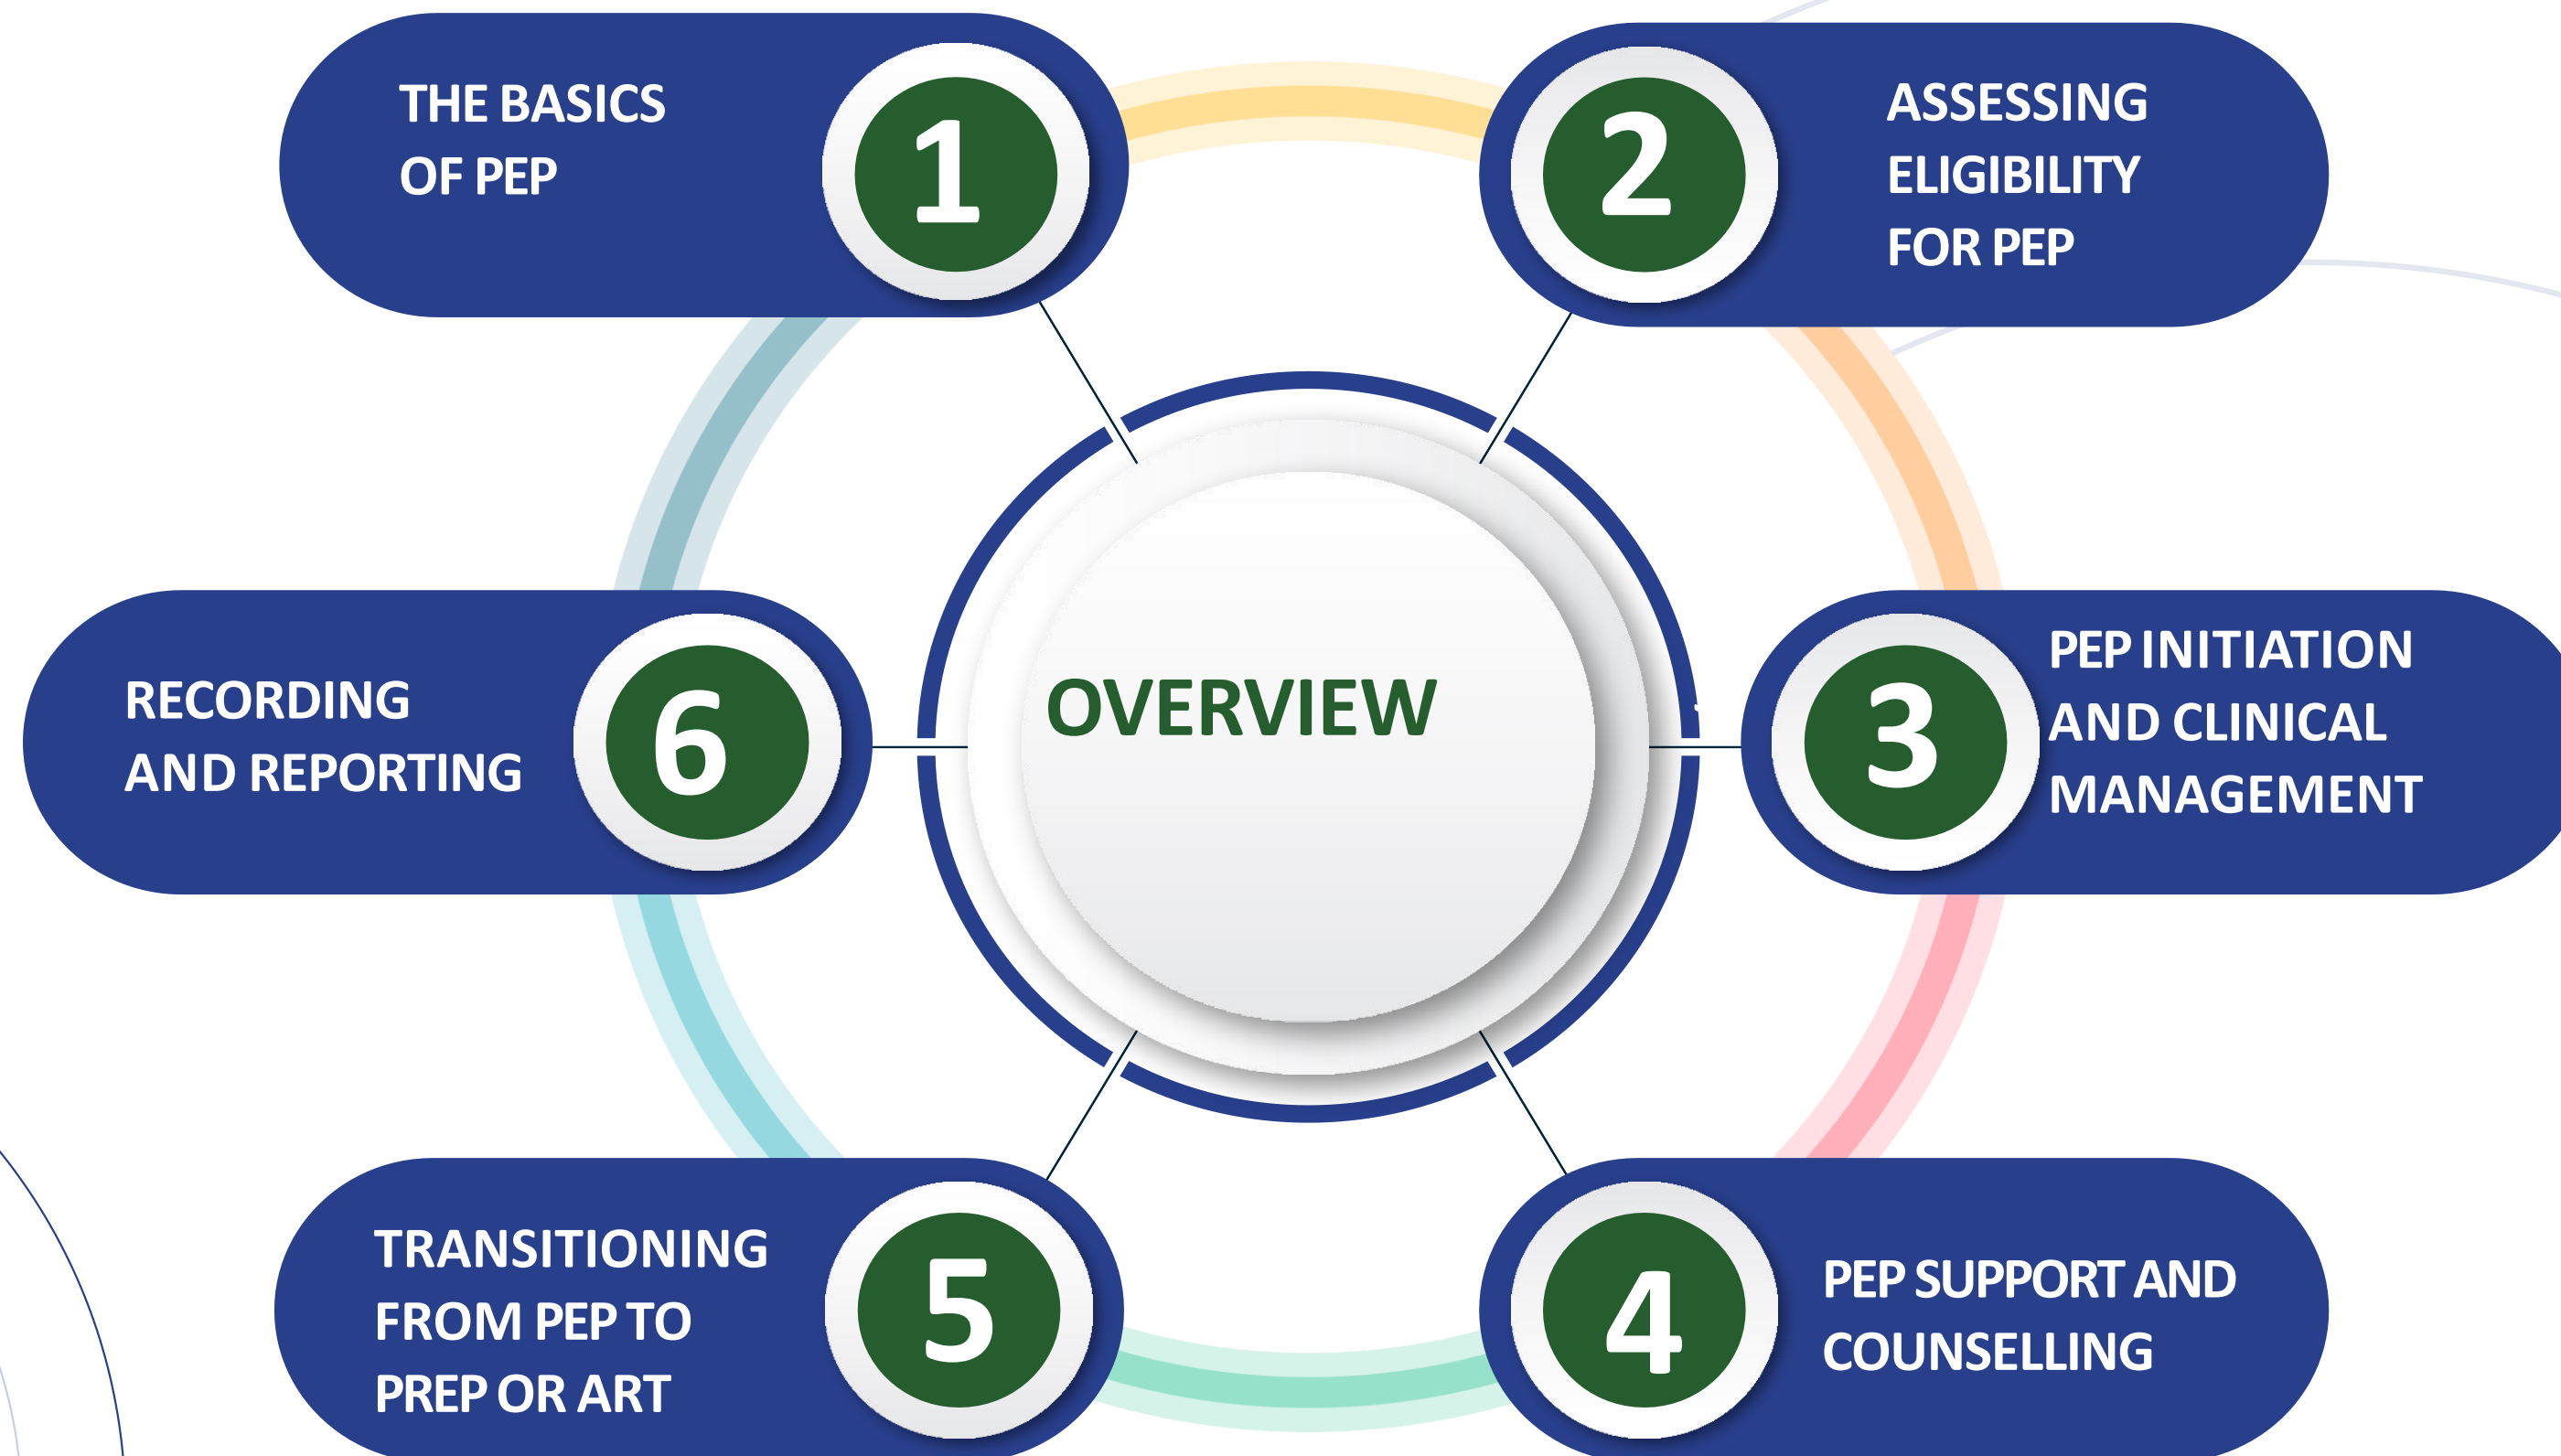 THE BASICS
OF PEP
1
2
ASSESSING
ELIGIBILITY
FOR PEP
OVERVIEW
3
PEP INITIATION
AND CLINICAL
MANAGEMENT
4
PEP SUPPORT AND
COUNSELLING
5
TRANSITIONING
FROM PEP TO
PREP OR ART
6
RECORDING
AND REPORTING